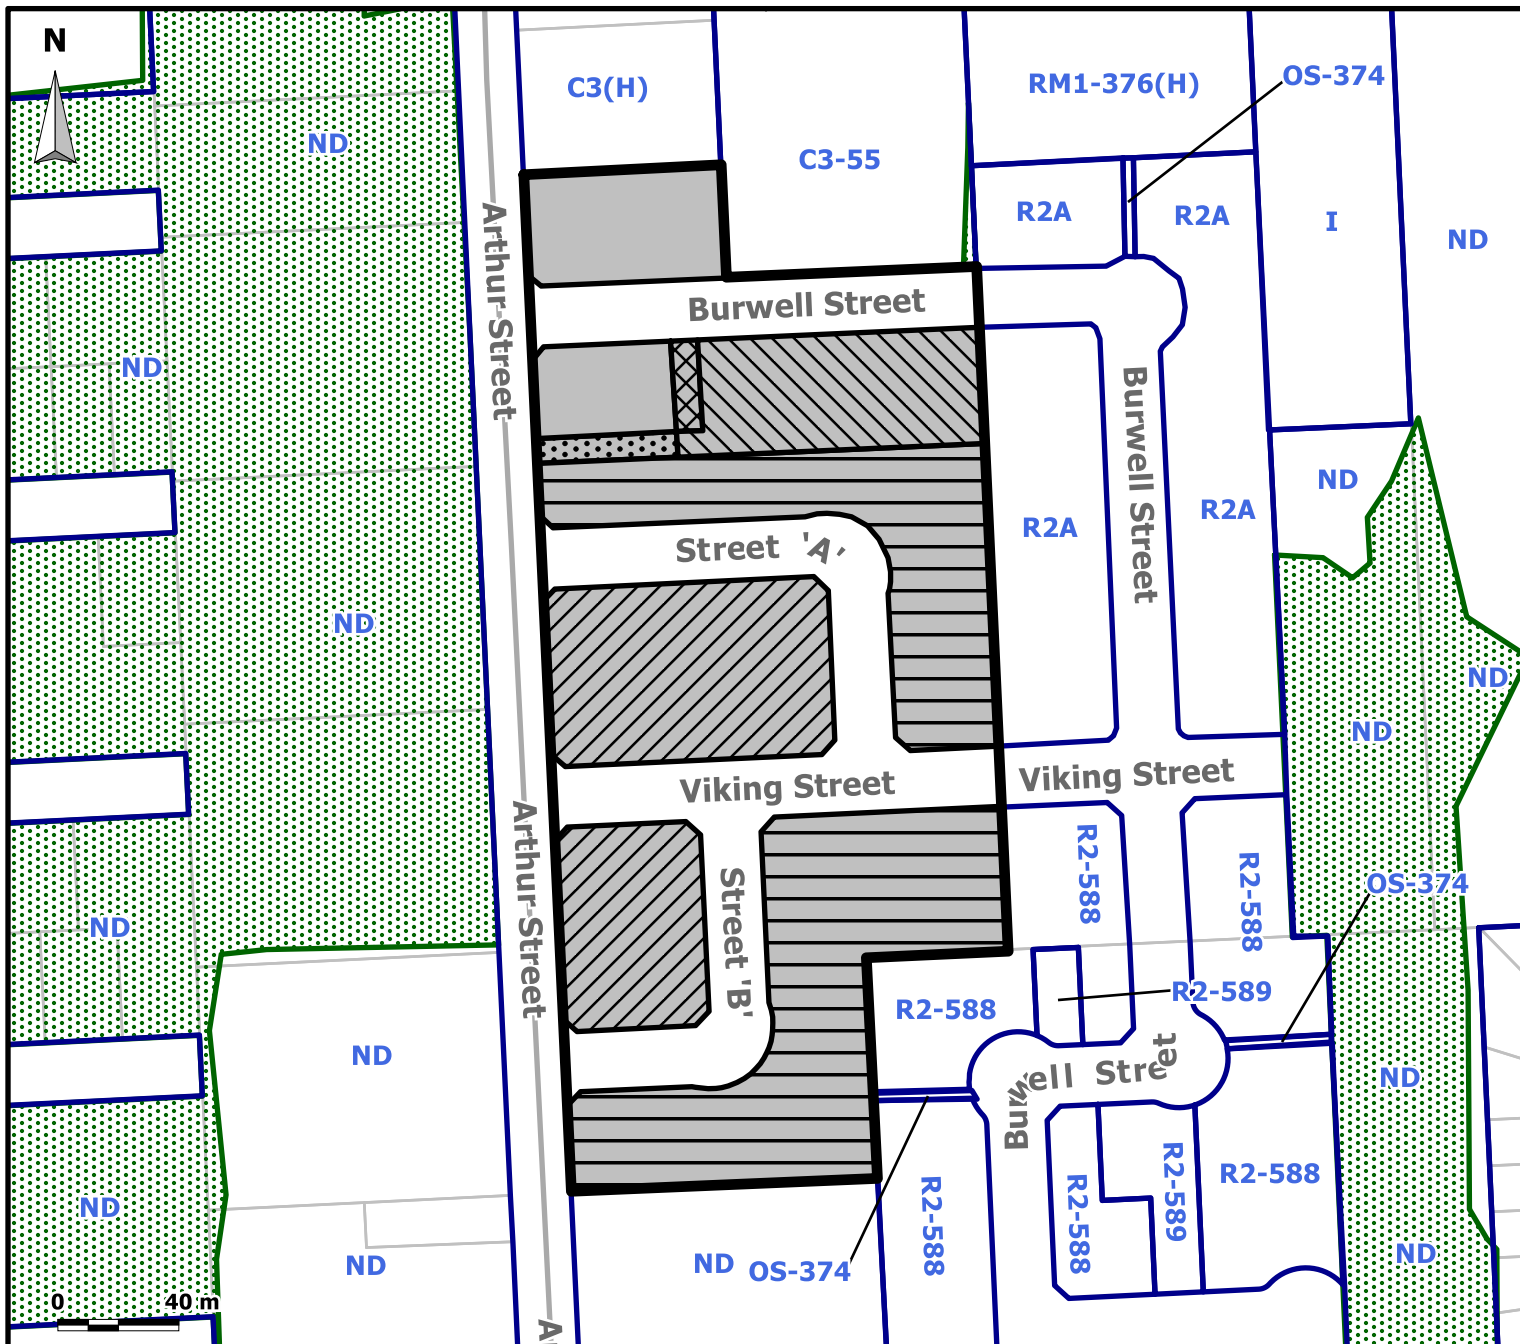 N
C3(H)
RM1-376(H)
OS-374
ND
C3-55
R2A
R2A
I
ND
Arthur Street
Burwell Street
ND
Burwell Street
ND
R2A
R2A
Street 'A'
ND
ND
ND
Viking Street
Viking Street
Arthur Street
R2-588
R2-588
OS-374
Street 'B'
ND
R2-588
R2-589
ND
Burwell Street
ND
R2-588
R2-588
R2-589
R2-588
ND
ND
ND
OS-374
ND
0 40 m